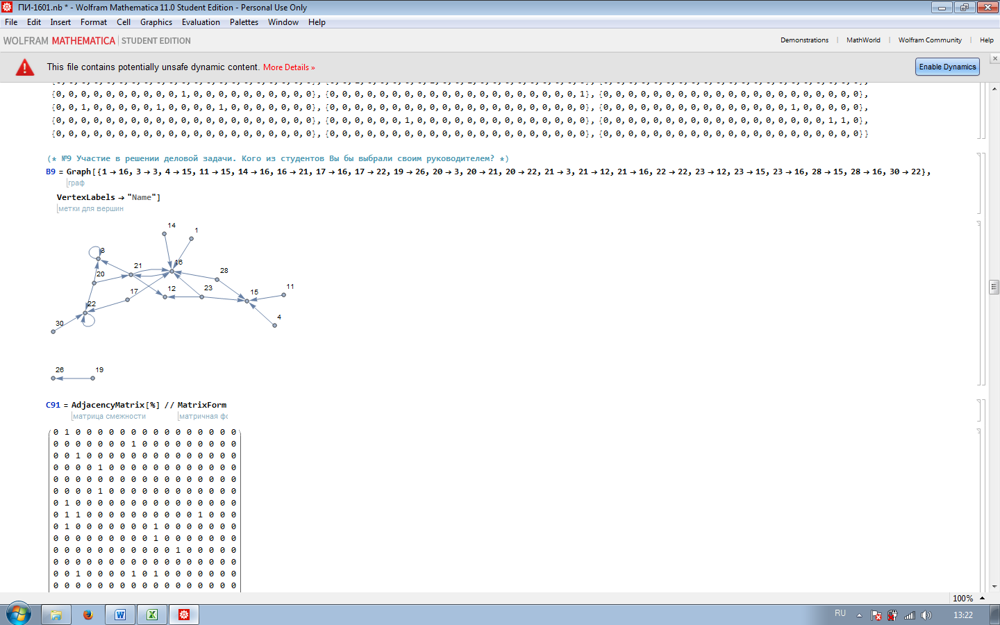 ПИ-1601.nb * - Wolfram Mathematica 11.0 Student Edition - Personal Use Only
File Edit Insert Format Cell Graphics Evaluation Palettes Window Help
WOLFRAM MATHEMATICA STUDENT EDITION
Demonstrations MathWorld Wolfram Community Help
This file contains potentially unsafe dynamic content. More Details »
Enable Dynamics
{0, 0, 0, 0, 0, 0, 0, 0, 0, 0, 1, 0, 0, 0, 0, 0, 0, 0, 0, 0, 0}, {0, 0, 0, 0, 0, 0, 0, 0, 0, 0, 0, 0, 0, 0, 0, 0, 0, 0, 0, 0, 1}, {0, 0, 0, 0, 0, 0, 0, 0, 0, 0, 0, 0, 0, 0, 0, 0, 0, 0, 0, 0, 0},
{0, 0, 1, 0, 0, 0, 0, 0, 1, 0, 0, 0, 0, 1, 0, 0, 0, 0, 0, 0, 0}, {0, 0, 0, 0, 0, 0, 0, 0, 0, 0, 0, 0, 0, 0, 0, 0, 0, 0, 0, 0, 0}, {0, 0, 0, 0, 0, 0, 0, 0, 0, 0, 0, 0, 0, 0, 0, 1, 0, 0, 0, 0, 0},
{0, 0, 0, 0, 0, 0, 0, 0, 0, 0, 0, 0, 0, 0, 0, 0, 0, 0, 0, 0, 0}, {0, 0, 0, 0, 0, 0, 1, 0, 0, 0, 0, 0, 0, 0, 0, 0, 0, 0, 0, 0, 0}, {0, 0, 0, 0, 0, 0, 0, 0, 0, 0, 0, 0, 0, 0, 0, 0, 0, 0, 1, 1, 0},
{0, 0, 0, 0, 0, 0, 0, 0, 0, 0, 0, 0, 0, 0, 0, 0, 0, 0, 0, 0, 0}, {0, 0, 0, 0, 0, 0, 0, 0, 0, 0, 0, 0, 0, 0, 0, 0, 0, 0, 0, 0, 0}, {0, 0, 0, 0, 0, 0, 0, 0, 0, 0, 0, 0, 0, 0, 0, 0, 0, 0, 0, 0, 0}}
(* №9 Участие в решении деловой задачи. Кого из студентов Вы бы выбрали своим руководителем? *)
B9 = Graph[{1 → 16, 3 → 3, 4 → 15, 11 → 15, 14 → 16, 16 → 21, 17 → 16, 17 → 22, 19 → 26, 20 → 3, 20 → 21, 20 → 22, 21 → 3, 21 → 12, 21 → 16, 22 → 22, 23 → 12, 23 → 15, 23 → 16, 28 → 15, 28 → 16, 30 → 22},
граф
VertexLabels → "Name"]
метки для вершин
14 1
3
21 16 28
20
17 12 23 15 11
22
30 4
26 19
C91 = AdjacencyMatrix[%] // MatrixForm
матрица смежности матричная фо
0 1 0 0 0 0 0 0 0 0 0 0 0 0 0 0 0
0 0 0 0 0 0 0 1 0 0 0 0 0 0 0 0 0
0 0 1 0 0 0 0 0 0 0 0 0 0 0 0 0 0
0 0 0 0 1 0 0 0 0 0 0 0 0 0 0 0 0
0 0 0 0 0 0 0 0 0 0 0 0 0 0 0 0 0
0 0 0 0 1 0 0 0 0 0 0 0 0 0 0 0 0
0 1 0 0 0 0 0 0 0 0 0 0 0 0 0 0 0
0 1 1 0 0 0 0 0 0 0 0 0 0 1 0 0 0
0 1 0 0 0 0 0 0 0 1 0 0 0 0 0 0 0
0 0 0 0 0 0 0 0 0 1 0 0 0 0 0 0 0
0 0 0 0 0 0 0 0 0 0 0 1 0 0 0 0 0
0 0 0 0 0 0 0 0 0 0 0 0 0 0 0 0 0
0 0 1 0 0 0 0 1 0 1 0 0 0 0 0 0 0
0 0 0 0 0 0 0 0 0 0 0 0 0 0 0 0 0
100%
RU 13:22